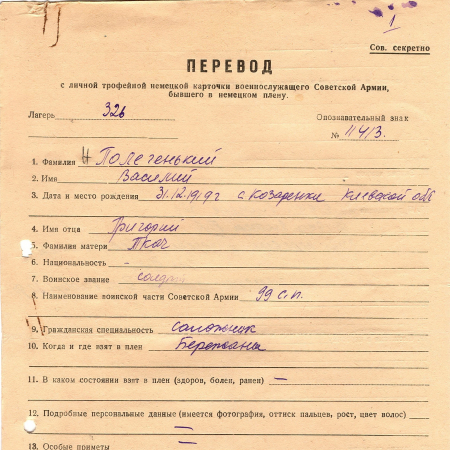 1
Сов. секретно
ПЕРЕВОД
с личной трофейной немецкой карточки военнослужащего Советской Армии,
бывшего в немецком плену.
Лагерь 326
Опознавательный знак
№ 11413.
1. Фамилия Полегенький
2. Имя Василий
3. Дата и место рождения 31.12.1919г с. Козаренки Киевской обл
4. Имя отца Григорий
5. Фамилия матери Ткач
6. Национальность -
7. Воинское звание солдат
8. Наименование воинской части Советской Армии 99 с.п.
9. Гражданская специальность сапожник
10. Когда и где взят в плен Бережаны
11. В каком состоянии взят в плен (здоров, болен, ранен) —
12. Подробные персональные данные (имеется фотография, оттиск пальцев, рост, цвет волос)
—
13. Особые приметы —